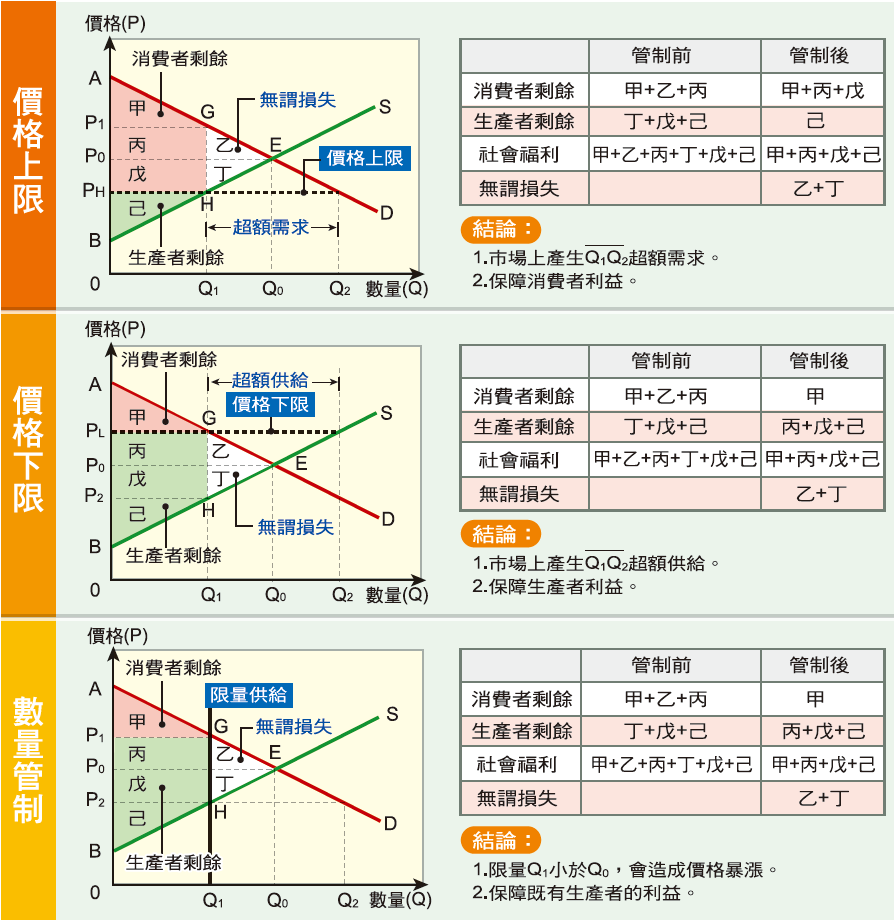 價格上限
價格(P)
消費者剩餘
無謂損失
A
甲
G
S
P₁
丙
乙
E
P₀
戊
丁
價格上限
PH
己
H
D
超額需求
B
生產者剩餘
0
Q₁
Q₀
Q₂
數量(Q)
管制前 管制後
消費者剩餘 甲+乙+丙 甲+丙+戊
生產者剩餘 丁+戊+己 己
社會福利 甲+乙+丙+丁+戊+己 甲+丙+戊+己
無謂損失 乙+丁
結論：
1.市場上產生Q₁Q₂超額需求。
2.保障消費者利益。
價格下限
價格(P)
消費者剩餘
A
超額供給
價格下限
甲
G
S
PL
丙
乙
P₀
E
戊
丁
P₂
己
H
無謂損失
D
B
生產者剩餘
0
Q₁
Q₀
Q₂
數量(Q)
管制前 管制後
消費者剩餘 甲+乙+丙 甲
生產者剩餘 丁+戊+己 丙+戊+己
社會福利 甲+乙+丙+丁+戊+己 甲+丙+戊+己
無謂損失 乙+丁
結論：
1.市場上產生Q₁Q₂超額供給。
2.保障生產者利益。
數量管制
價格(P)
消費者剩餘
A
限量供給
甲
G
無謂損失
S
P₁
丙
乙
E
P₀
戊
丁
P₂
己
H
D
B
生產者剩餘
0
Q₁
Q₀
Q₂
數量(Q)
管制前 管制後
消費者剩餘 甲+乙+丙 甲
生產者剩餘 丁+戊+己 丙+戊+己
社會福利 甲+乙+丙+丁+戊+己 甲+丙+戊+己
無謂損失 乙+丁
結論：
1.限量Q₁小於Q₀，會造成價格暴漲。
2.保障既有生產者的利益。